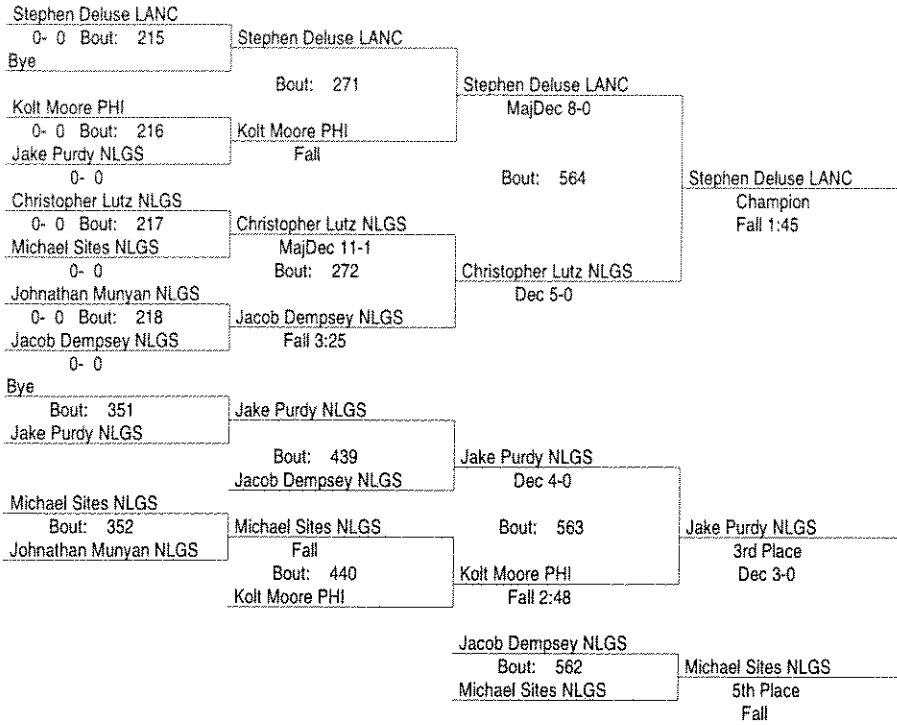 Stephen Deluse LANC
0- 0 Bout: 215
Bye
Stephen Deluse LANC
Bout: 271
Kolt Moore PHI
0- 0 Bout: 216
Jake Purdy NLGS
0- 0
Kolt Moore PHI
Fall
Stephen Deluse LANC
MajDec 8-0
Bout: 564
Christopher Lutz NLGS
0- 0 Bout: 217
Michael Sites NLGS
0- 0
Christopher Lutz NLGS
MajDec 11-1
Bout: 272
Johnathan Munyan NLGS
0- 0 Bout: 218
Jacob Dempsey NLGS
0- 0
Jacob Dempsey NLGS
Fall 3:25
Christopher Lutz NLGS
Dec 5-0
Stephen Deluse LANC
Champion
Fall 1:45
Bye
Bout: 351
Jake Purdy NLGS
Jake Purdy NLGS
Bout: 439
Jacob Dempsey NLGS
Jake Purdy NLGS
Dec 4-0
Bout: 563
Michael Sites NLGS
Bout: 352
Johnathan Munyan NLGS
Michael Sites NLGS
Fall
Bout: 440
Kolt Moore PHI
Kolt Moore PHI
Fall 2:48
Jake Purdy NLGS
3rd Place
Dec 3-0
Jacob Dempsey NLGS
Bout: 562
Michael Sites NLGS
Michael Sites NLGS
5th Place
Fall